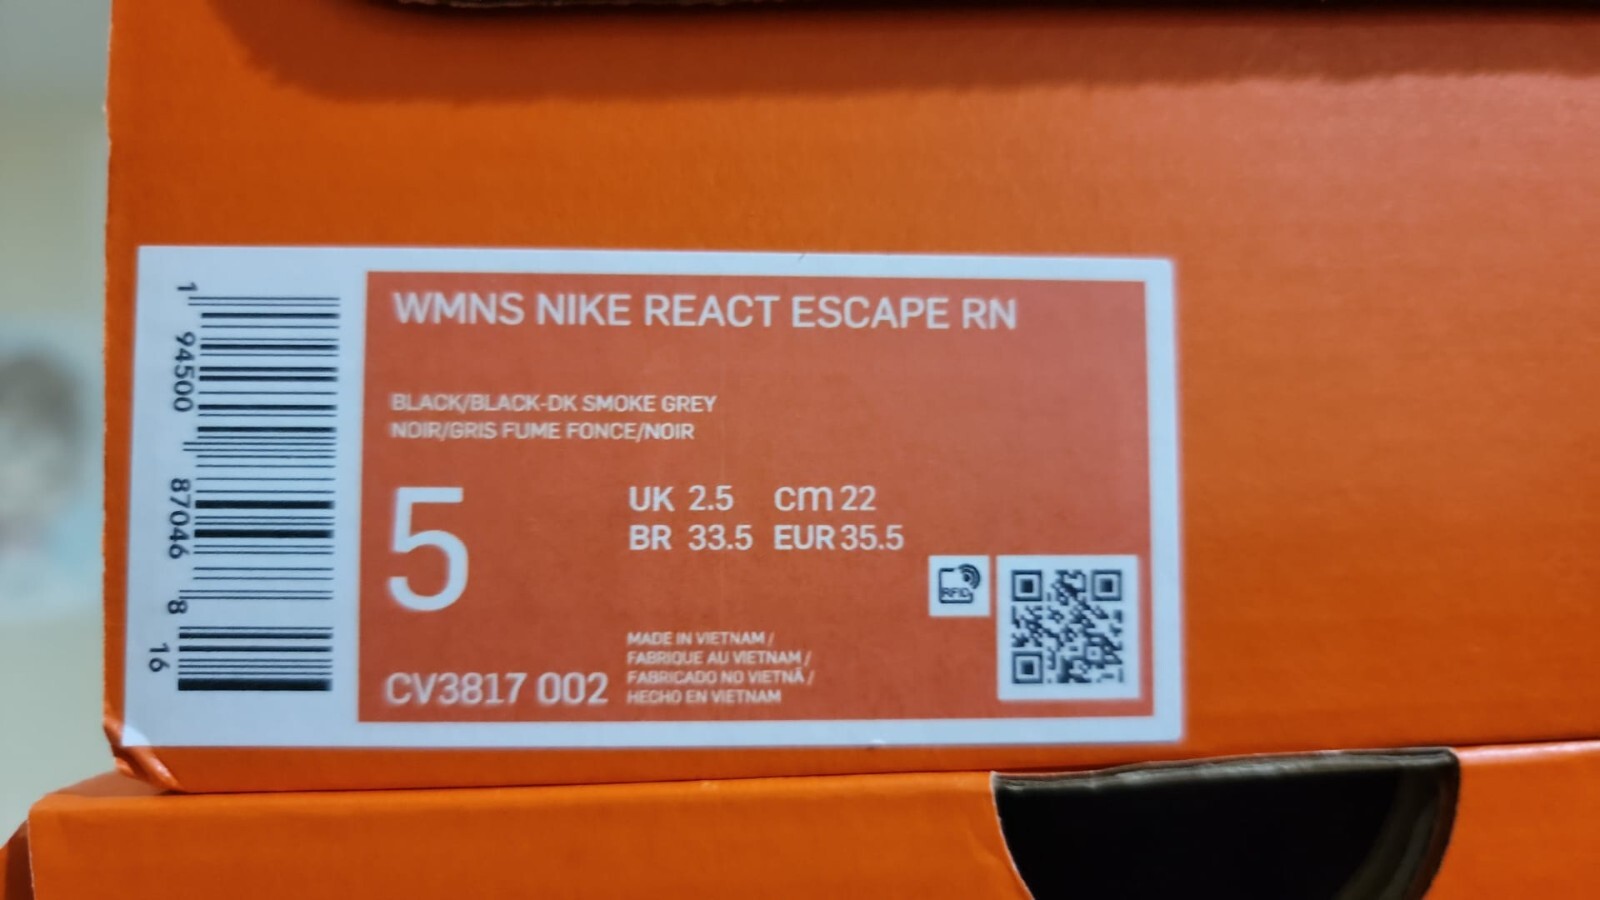 1 94500 87046 8 16
WMNS NIKE REACT ESCAPE RN
BLACK/BLACK-DK SMOKE GREY
NOIR/GRIS FUME FONCE/NOIR
5
UK 2.5 cm 22
BR 33.5 EUR 35.5
RFID
CV3817 002
MADE IN VIETNAM /
FABRIQUE AU VIETNAM /
FABRICADO NO VIETNÃ /
HECHO EN VIETNAM